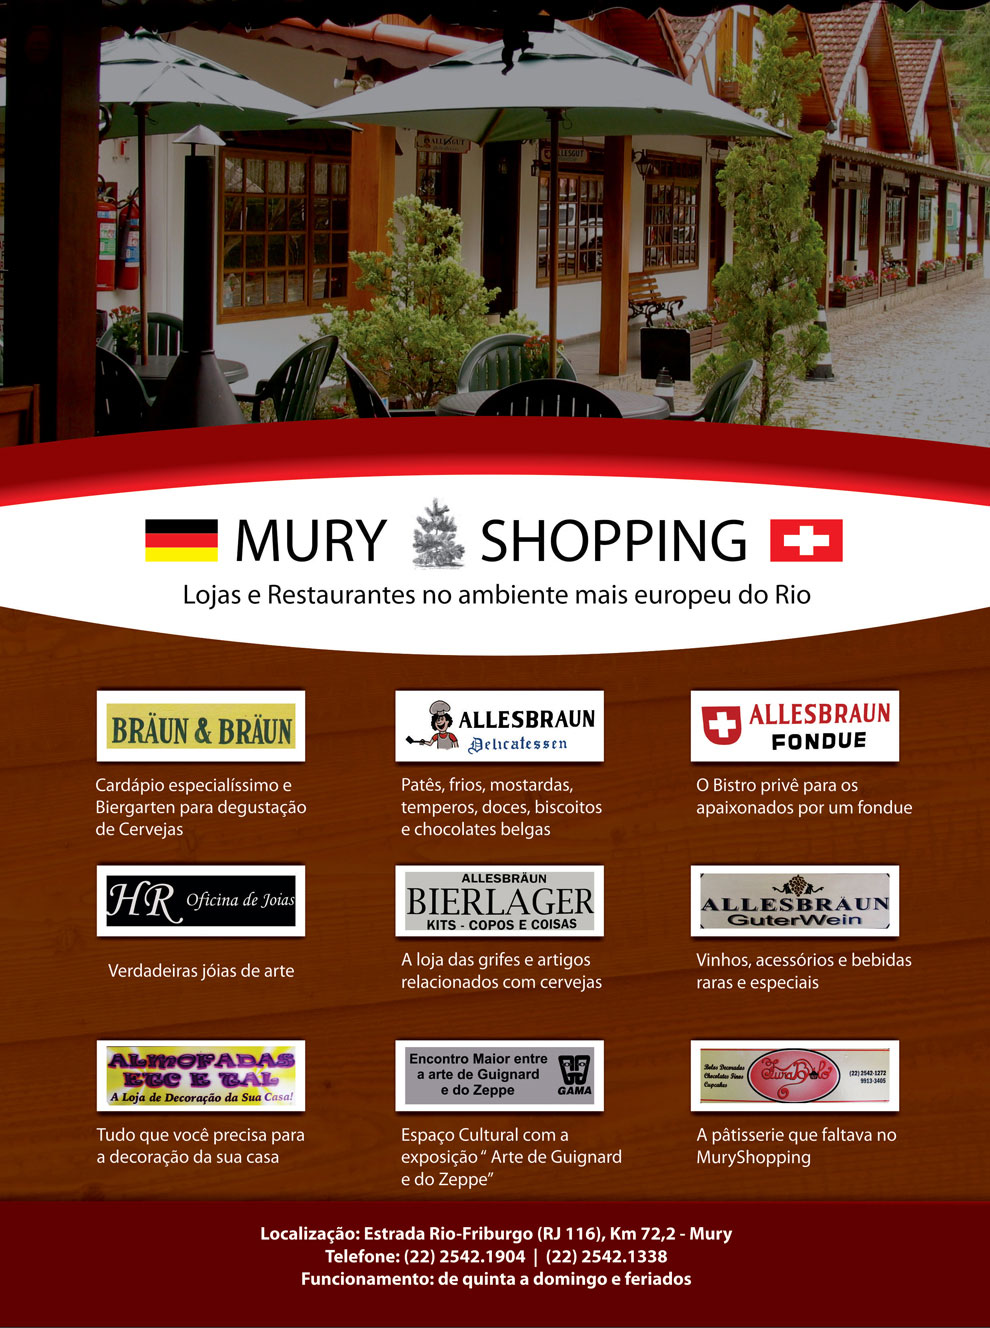 ALLESGUT
ALLESGUT
MURY SHOPPING
Lojas e Restaurantes no ambiente mais europeu do Rio
BRÄUN & BRÄUN
Cardápio especialíssimo e
Biergarten para degustação
de Cervejas
ALLESBRAUN
Delicatessen
Patês, frios, mostardas,
temperos, doces, biscoitos
e chocolates belgas
ALLESBRAUN
FONDUE
O Bistro privê para os
apaixonados por um fondue
HR Oficina de Joias
Verdadeiras jóias de arte
ALLESBRÄUN
BIERLAGER
KITS - COPOS E COISAS
A loja das grifes e artigos
relacionados com cervejas
ALLESBRÄUN
GuterWein
Vinhos, acessórios e bebidas
raras e especiais
ALMOFADAS
ETC E TAL
A Loja de Decoração da Sua Casa!
Tudo que você precisa para
a decoração da sua casa
Encontro Maior entre
a arte de Guignard
e do Zeppe
GAMA
Espaço Cultural com a
exposição “ Arte de Guignard
e do Zeppe”
Bolos Decorados
Chocolates Finos
Cupcakes
FuraBolo
(22) 2542-1272
9913-3405
A pâtisserie que faltava no
MuryShopping
Localização: Estrada Rio-Friburgo (RJ 116), Km 72,2 - Mury
Telefone: (22) 2542.1904 | (22) 2542.1338
Funcionamento: de quinta a domingo e feriados